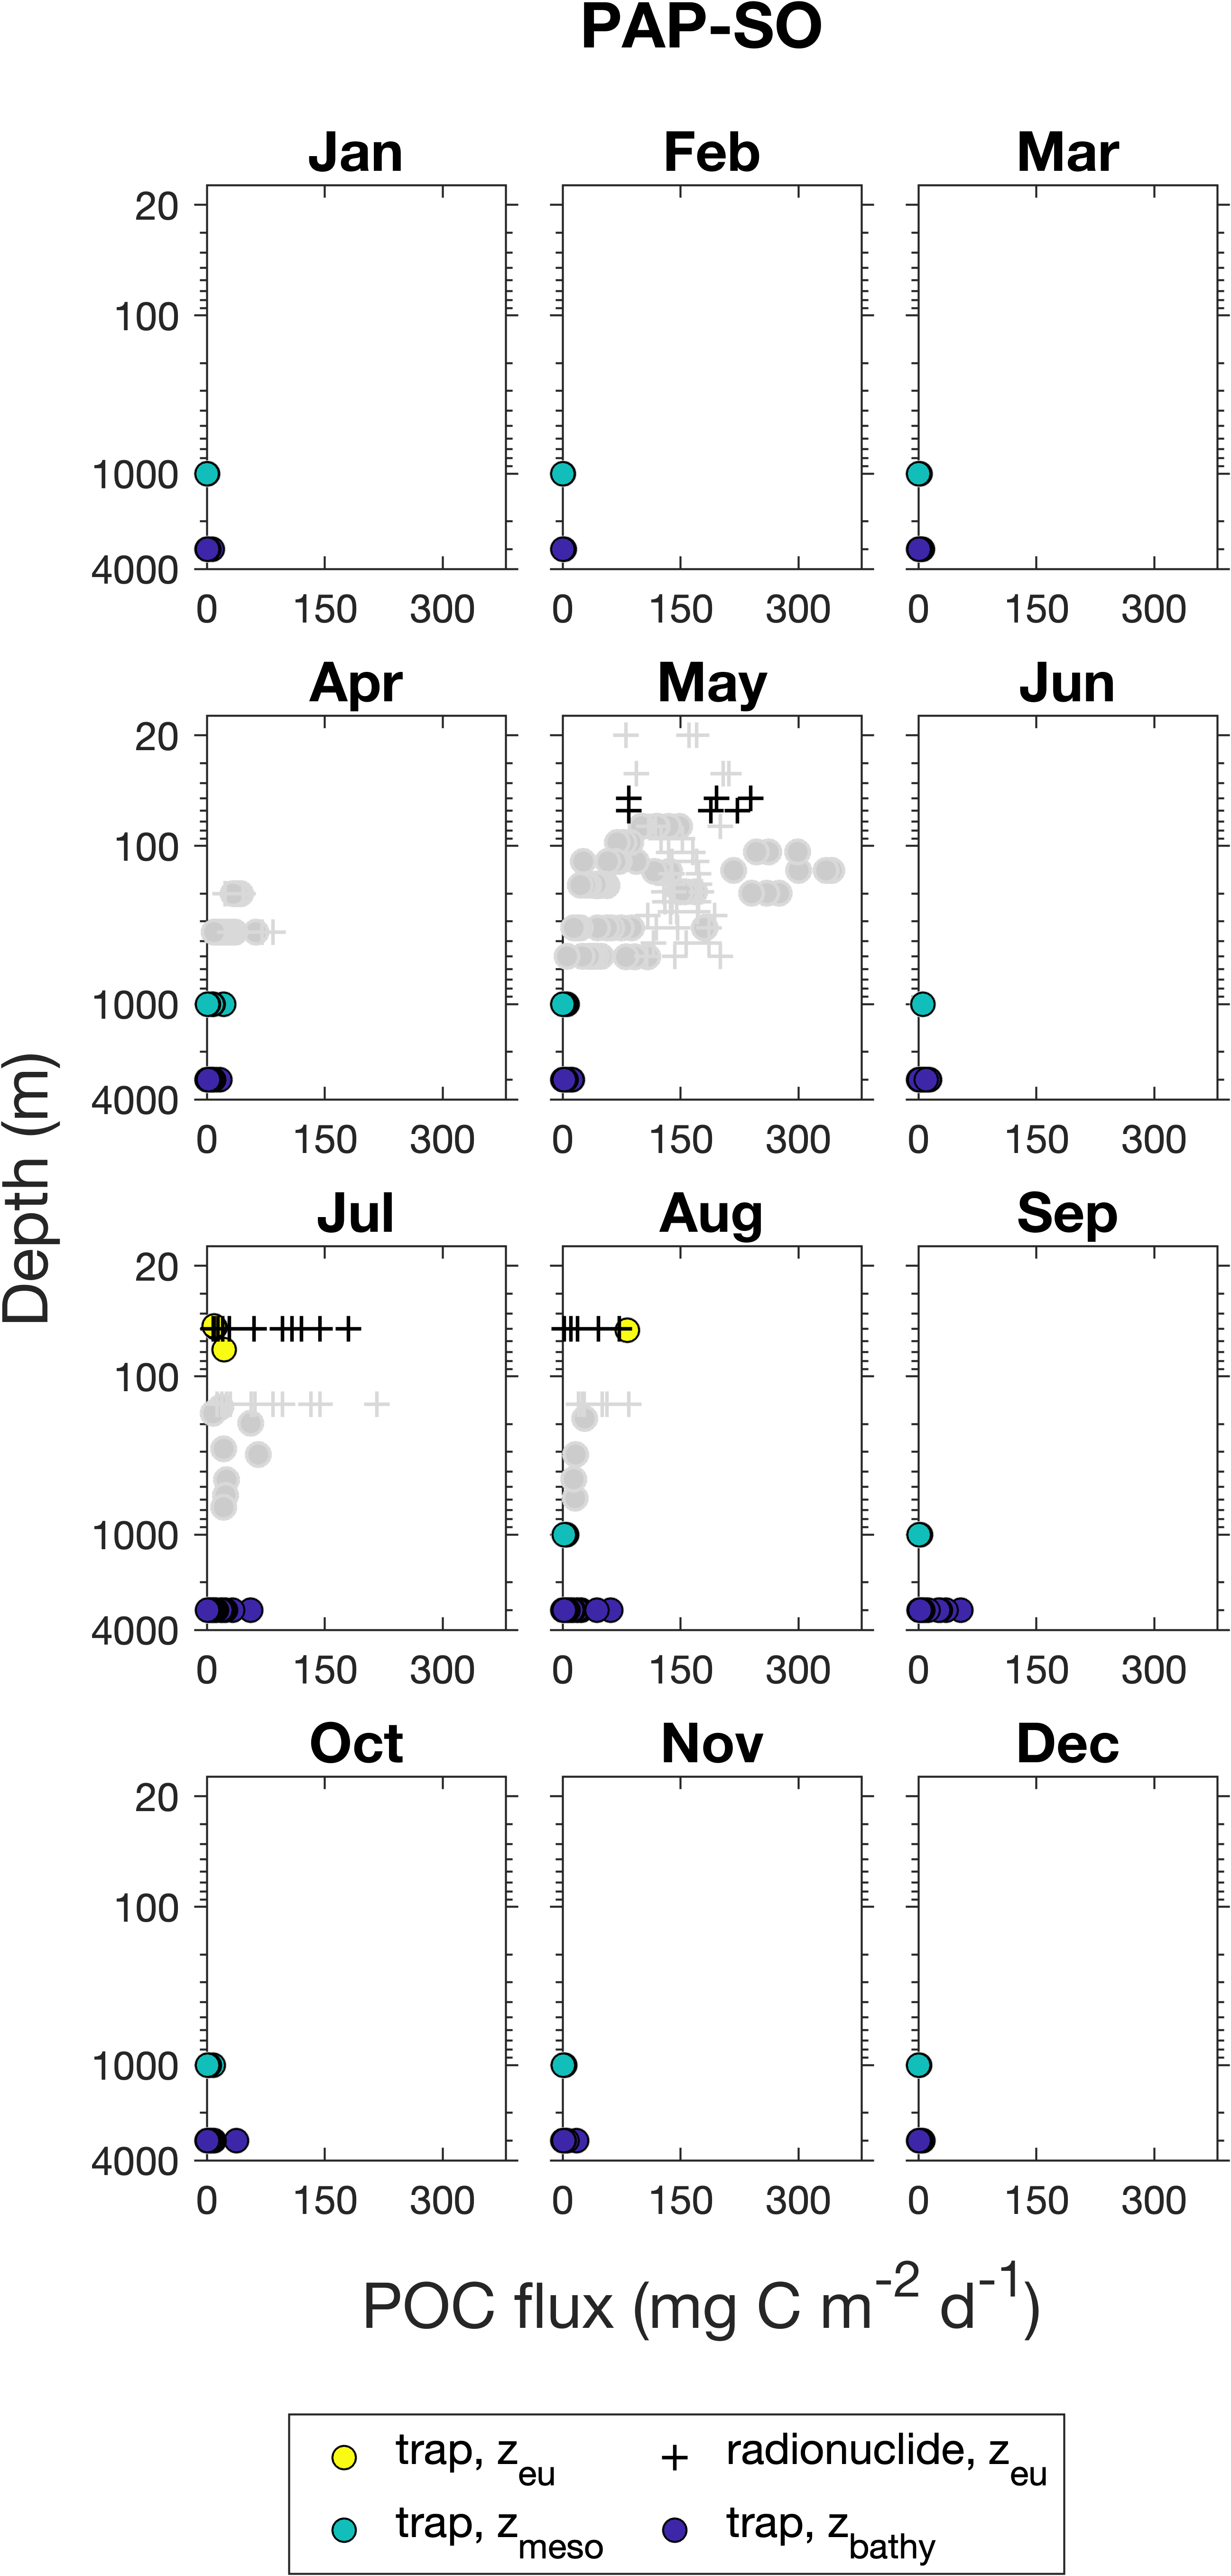 PAP-SO
Jan Feb Mar
20
100
1000
4000
0 150 300 0 150 300 0 150 300
Apr May Jun
20
100
1000
4000
0 150 300 0 150 300 0 150 300
Jul Aug Sep
20
100
1000
4000
0 150 300 0 150 300 0 150 300
Oct Nov Dec
20
100
1000
4000
0 150 300 0 150 300 0 150 300
Depth (m)
POC flux (mg C m-2 d-1)
trap, zeu + radionuclide, zeu
trap, zmeso trap, zbathy